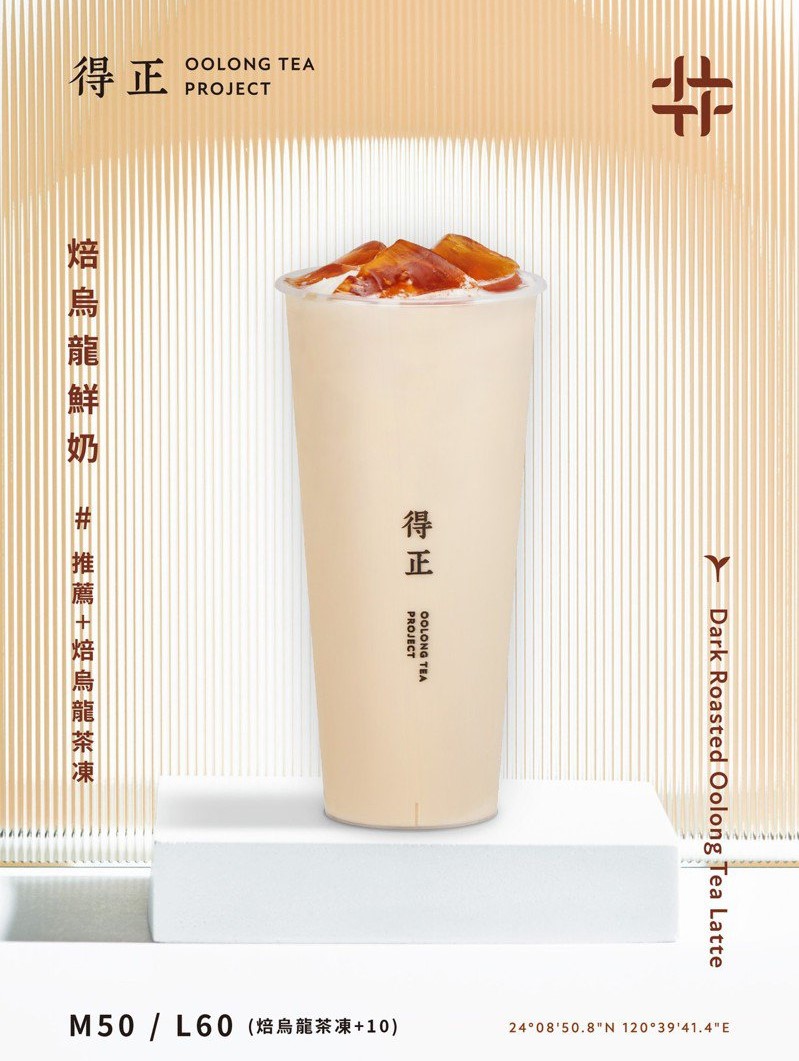 得正
OOLONG TEA
PROJECT
焙烏龍鮮奶
#推薦+焙烏龍茶凍
得正
OOLONG TEA
PROJECT
Dark Roasted Oolong Tea Latte
M50 / L60 (焙烏龍茶凍+10)
24°08'50.8"N 120°39'41.4"E